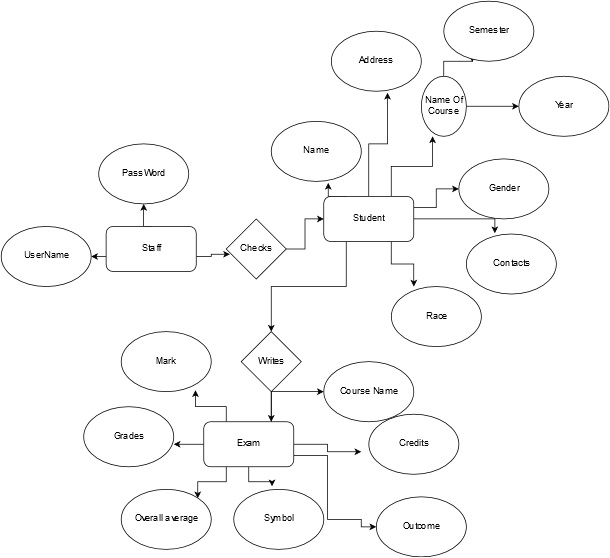 Semester
Address
Name Of
Course
Year
Name
PassWord
Gender
Student
Staff
Checks
UserName
Contacts
Race
Writes
Mark
Course Name
Grades
Exam
Credits
Overall average
Symbol
Outcome